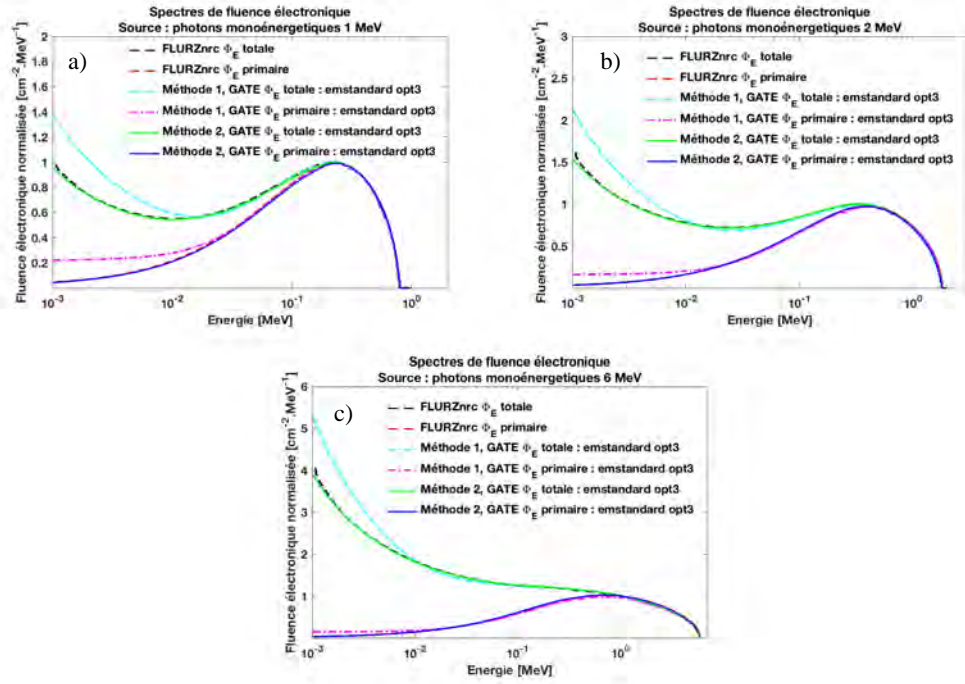 Spectres de fluence électronique
Source : photons monoénergetiques 1 MeV
a)
FLURZnrc Φ_E totale
FLURZnrc Φ_E primaire
Méthode 1, GATE Φ_E totale : emstandard opt3
Méthode 1, GATE Φ_E primaire : emstandard opt3
Méthode 2, GATE Φ_E totale : emstandard opt3
Méthode 2, GATE Φ_E primaire : emstandard opt3
Fluence électronique normalisée [cm⁻².MeV⁻¹]
2
1.8
1.6
1.4
1.2
1
0.8
0.6
0.4
0.2
10⁻³ 10⁻² 10⁻¹ 10⁰
Energie [MeV]
Spectres de fluence électronique
Source : photons monoénergetiques 2 MeV
b)
FLURZnrc Φ_E totale
FLURZnrc Φ_E primaire
Méthode 1, GATE Φ_E totale : emstandard opt3
Méthode 1, GATE Φ_E primaire : emstandard opt3
Méthode 2, GATE Φ_E totale : emstandard opt3
Méthode 2, GATE Φ_E primaire : emstandard opt3
Fluence électronique normalisée [cm⁻².MeV⁻¹]
3
2.5
2
1.5
1
0.5
10⁻³ 10⁻² 10⁻¹ 10⁰
Energie [MeV]
Spectres de fluence électronique
Source : photons monoénergetiques 6 MeV
c)
FLURZnrc Φ_E totale
FLURZnrc Φ_E primaire
Méthode 1, GATE Φ_E totale : emstandard opt3
Méthode 1, GATE Φ_E primaire : emstandard opt3
Méthode 2, GATE Φ_E totale : emstandard opt3
Méthode 2, GATE Φ_E primaire : emstandard opt3
Fluence électronique normalisée [cm⁻².MeV⁻¹]
6
5
4
3
2
1
10⁻³ 10⁻² 10⁻¹ 10⁰
Energie [MeV]